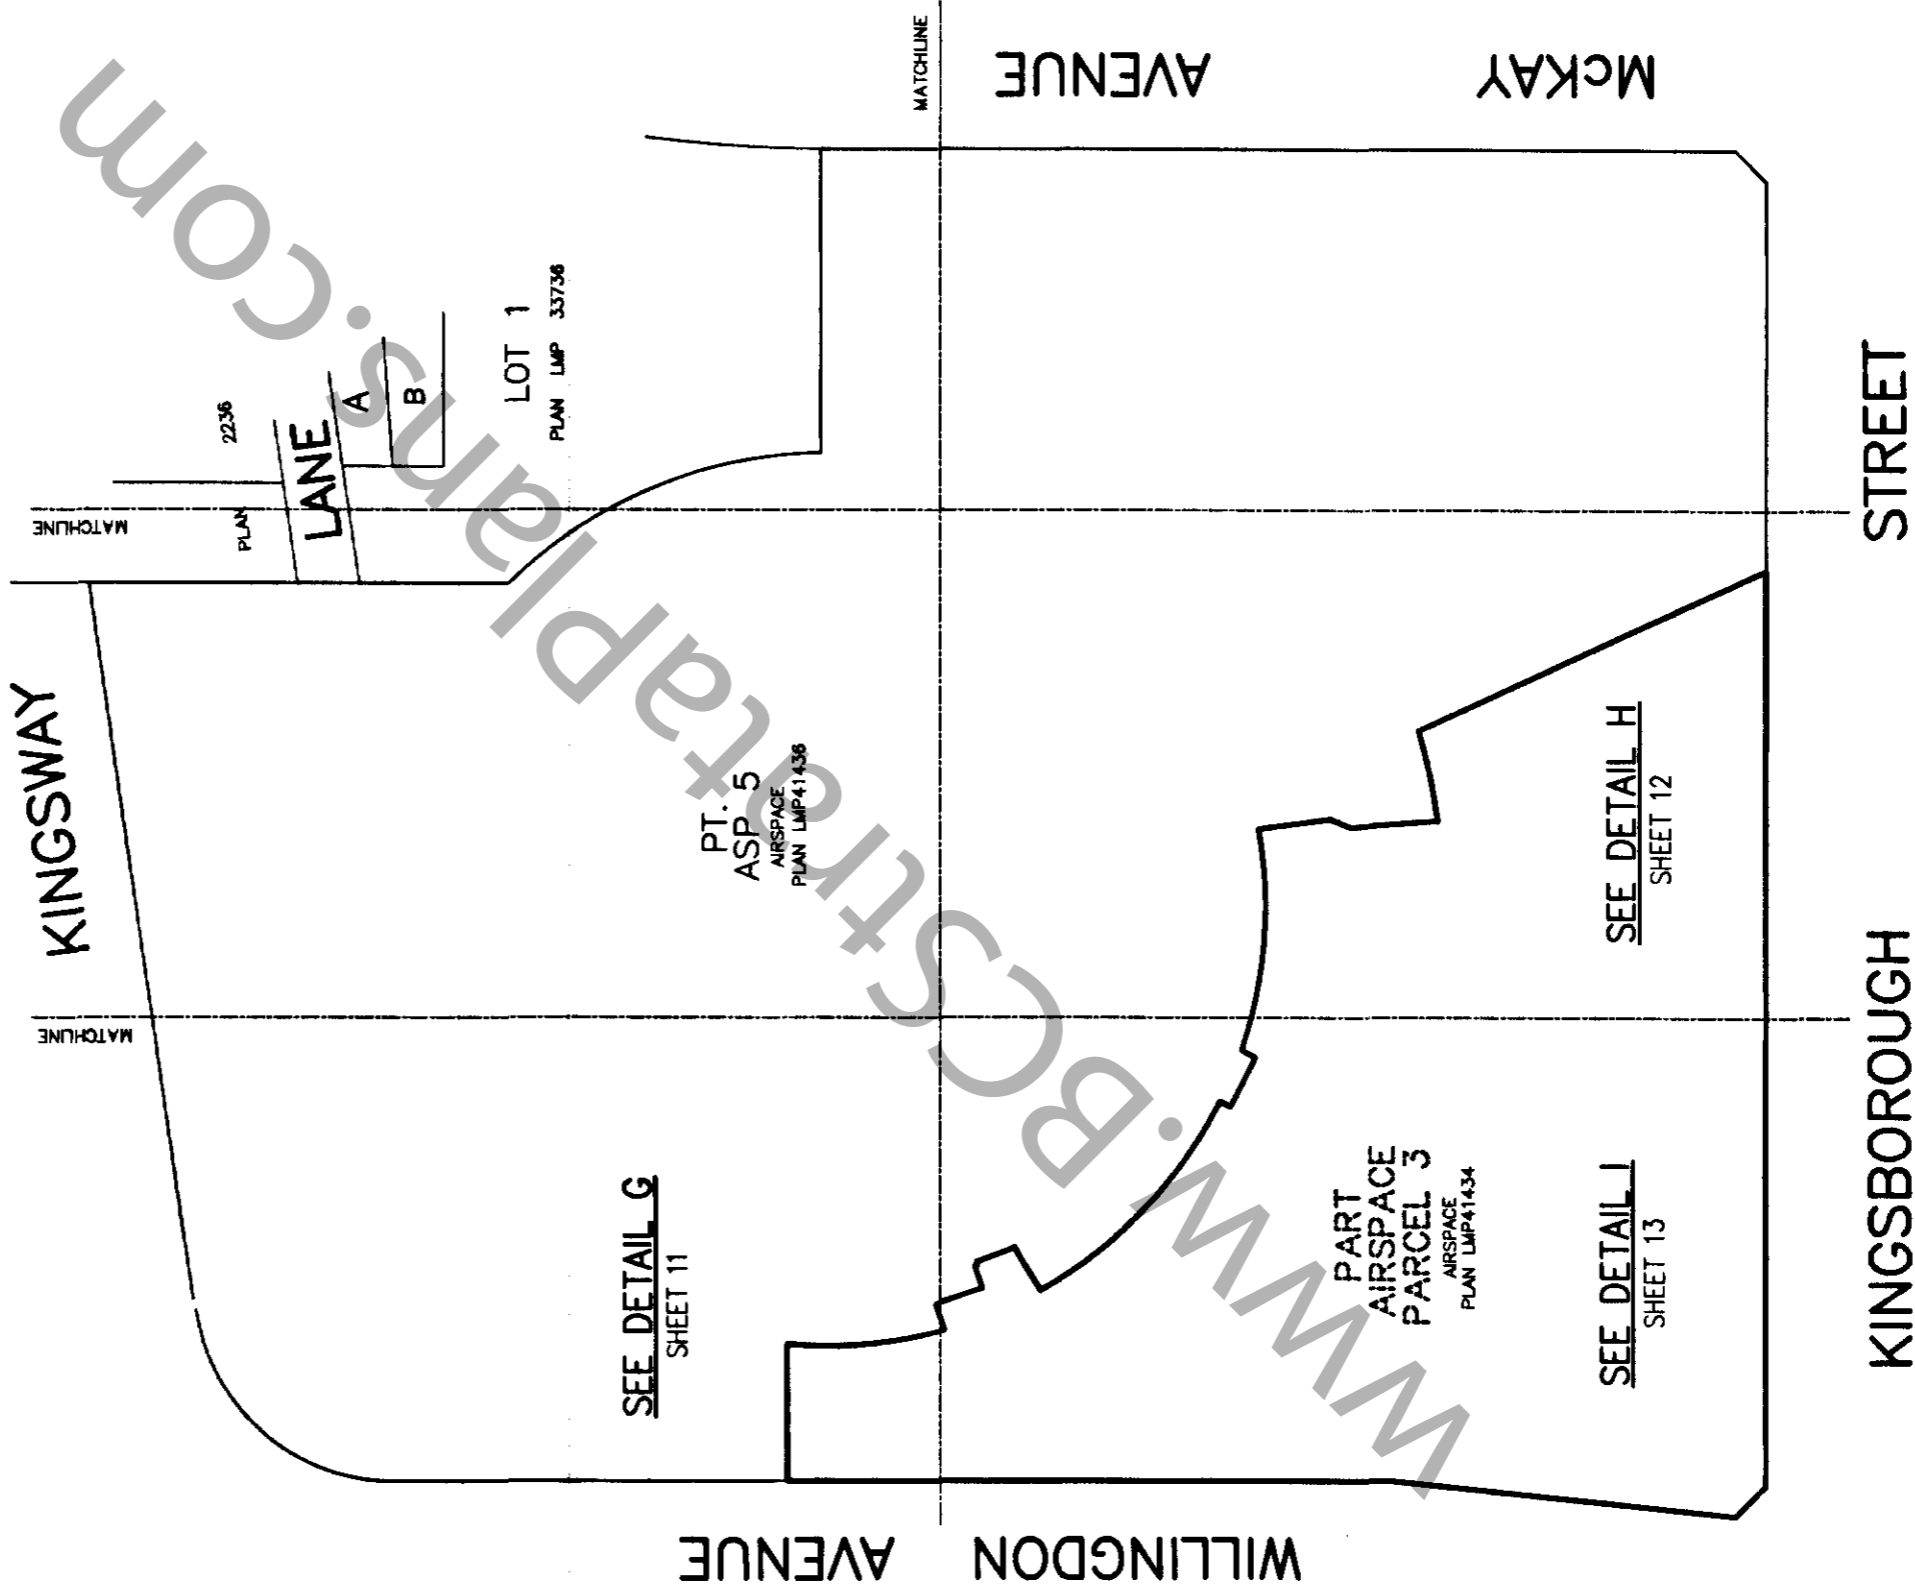 KINGSWAY
MATCHLINE
MATCHLINE
MATCHLINE
PLAN 2236
LANE
A
B
LOT 1
PLAN LMP 33736
McKAY AVENUE
PT.
ASP 5
AIRSPACE
PLAN LMP41436
SEE DETAIL G
SHEET 11
SEE DETAIL H
SHEET 12
PART
AIRSPACE
PARCEL 3
AIRSPACE
PLAN LMP41434
SEE DETAIL I
SHEET 13
WILLINGDON AVENUE
KINGSBOROUGH STREET
www.BCStrataPlans.com